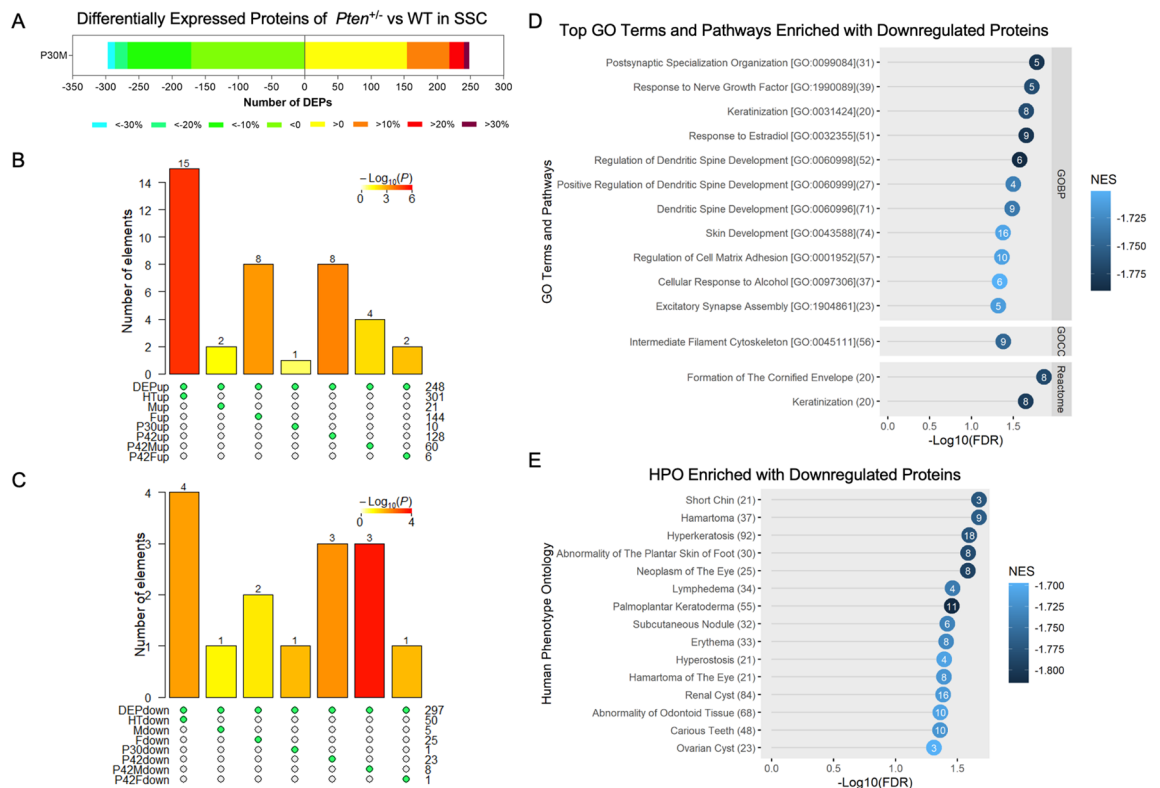 A
Differentially Expressed Proteins of Pten+/- vs WT in SSC
P30M
-350 -300 -250 -200 -150 -100 -50 0 50 100 150 200 250 300
Number of DEPs
<-30% <-20% <-10% <0 >0 >10% >20% >30%
B
Number of elements
0 2 4 6 8 10 12 14
15 2 8 1 8 4 2
− Log10(P)
0 3 6
DEPup 248
HTup 301
Mup 21
Fup 144
P30up 10
P42up 128
P42Mup 60
P42Fup 6
C
Number of elements
0 1 2 3 4
4 1 2 1 3 3 1
− Log10(P)
0 4
DEPdown 297
HTdown 50
Mdown 5
Fdown 25
P30down 1
P42down 23
P42Mdown 8
P42Fdown 1
D
Top GO Terms and Pathways Enriched with Downregulated Proteins
GO Terms and Pathways
Postsynaptic Specialization Organization [GO:0099084](31) 5
Response to Nerve Growth Factor [GO:1990089](39) 5
Keratinization [GO:0031424](20) 8
Response to Estradiol [GO:0032355](51) 9
Regulation of Dendritic Spine Development [GO:0060998](52) 6
Positive Regulation of Dendritic Spine Development [GO:0060999](27) 4
Dendritic Spine Development [GO:0060996](71) 9
Skin Development [GO:0043588](74) 16
Regulation of Cell Matrix Adhesion [GO:0001952](57) 10
Cellular Response to Alcohol [GO:0097306](37) 6
Excitatory Synapse Assembly [GO:1904861](23) 5
GOBP
Intermediate Filament Cytoskeleton [GO:0045111](56) 9
GOCC
Formation of The Cornified Envelope (20) 8
Keratinization (20) 8
Reactome
0.0 0.5 1.0 1.5
-Log10(FDR)
NES
-1.725
-1.750
-1.775
E
HPO Enriched with Downregulated Proteins
Human Phenotype Ontology
Short Chin (21) 3
Hamartoma (37) 9
Hyperkeratosis (92) 18
Abnormality of The Plantar Skin of Foot (30) 8
Neoplasm of The Eye (25) 8
Lymphedema (34) 4
Palmoplantar Keratoderma (55) 11
Subcutaneous Nodule (32) 6
Erythema (33) 8
Hyperostosis (21) 4
Hamartoma of The Eye (21) 8
Renal Cyst (84) 16
Abnormality of Odontoid Tissue (68) 10
Carious Teeth (48) 10
Ovarian Cyst (23) 3
0.0 0.5 1.0 1.5
-Log10(FDR)
NES
-1.700
-1.725
-1.750
-1.775
-1.800